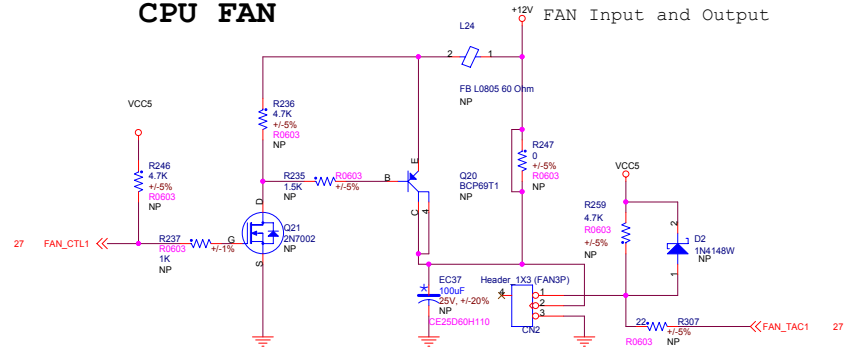 CPU FAN
+12V
FAN Input and Output
L24
2
1
FB L0805 60 Ohm
NP
VCC5
R236
4.7K
+/-5%
R0603
NP
R246
4.7K
+/-5%
R0603
NP
R247
0
+/-5%
R0603
NP
E
B
C
4
Q20
BCP69T1
NP
R235
1.5K
NP
R0603
+/-5%
VCC5
R259
4.7K
R0603
+/-5%
NP
2
D2
1N4148W
NP
1
D
G
S
Q21
2N7002
NP
27
FAN_CTL1
R237
R0603
1K
NP
+/-1%
EC37
100uF
25V, +/-20%
NP
CE25D60H110
Header_1X3 (FAN3P)
4
1
2
3
CN2
22
R307
+/-5%
R0603
NP
FAN_TAC1
27